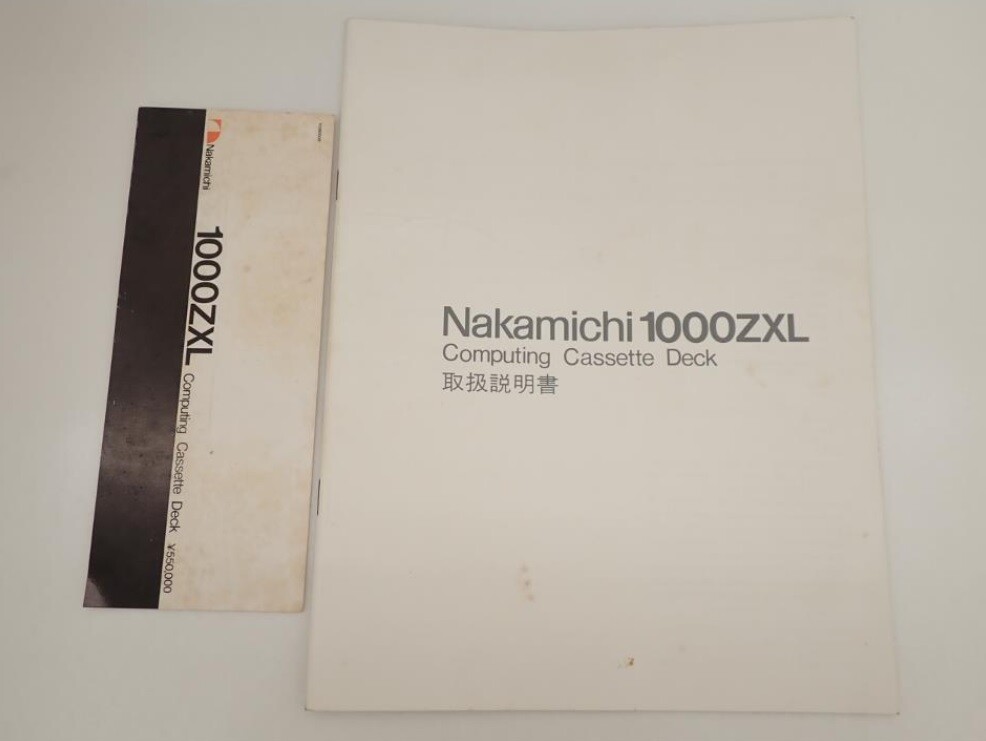 Nakamichi
1000ZXL Computing Cassette Deck ¥550,000
Nakamichi 1000ZXL
Computing Cassette Deck
取扱説明書